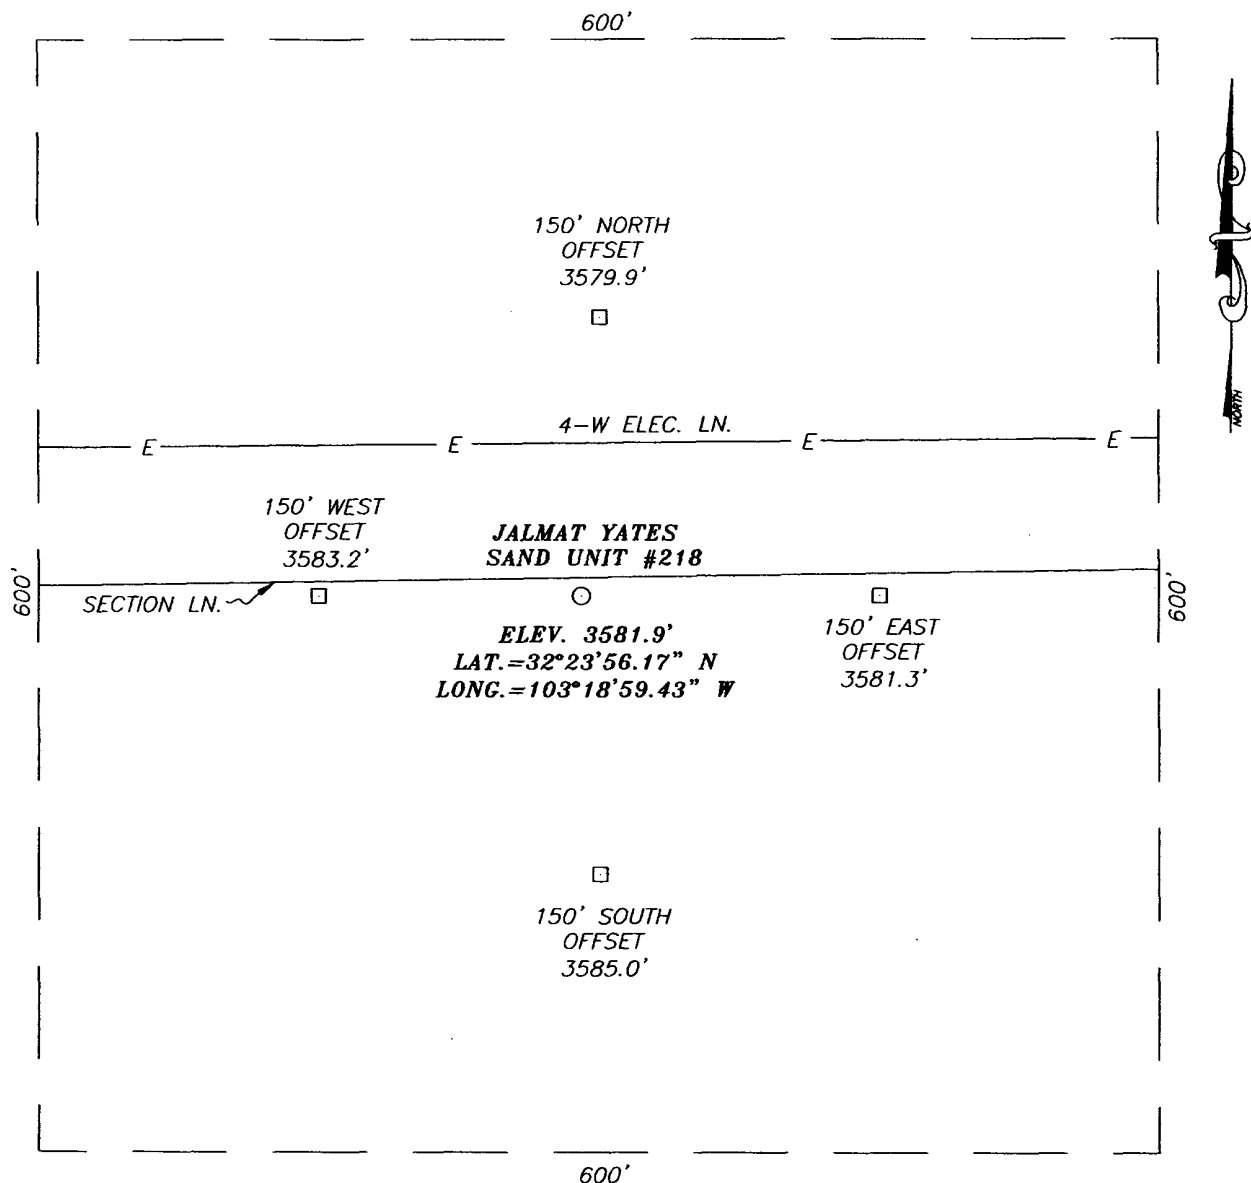 600'
150' NORTH
OFFSET
3579.9'
NORTH
4-W ELEC. LN.
E E E E
150' WEST
OFFSET
3583.2'
JALMAT YATES
SAND UNIT #218
600'
SECTION LN.
600'
ELEV. 3581.9'
LAT.=32°23'56.17" N
LONG.=103°18'59.43" W
150' EAST
OFFSET
3581.3'
150' SOUTH
OFFSET
3585.0'
600'